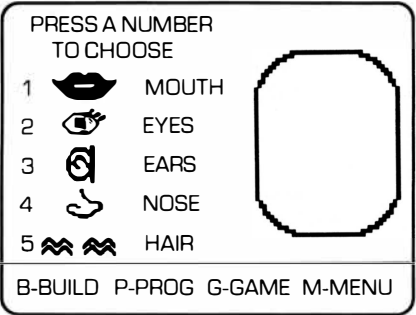 PRESS A NUMBER
TO CHOOSE
1 MOUTH
2 EYES
3 EARS
4 NOSE
5 HAIR
B-BUILD P-PROG G-GAME M-MENU